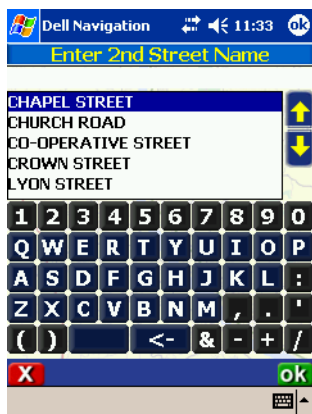 Dell Navigation 11:33 ok
Enter 2nd Street Name
CHAPEL STREET
CHURCH ROAD
CO-OPERATIVE STREET
CROWN STREET
LYON STREET
1 2 3 4 5 6 7 8 9 0
Q W E R T Y U I O P
A S D F G H J K L :
Z X C V B N M , . '
( ) <- & - + /
X ok